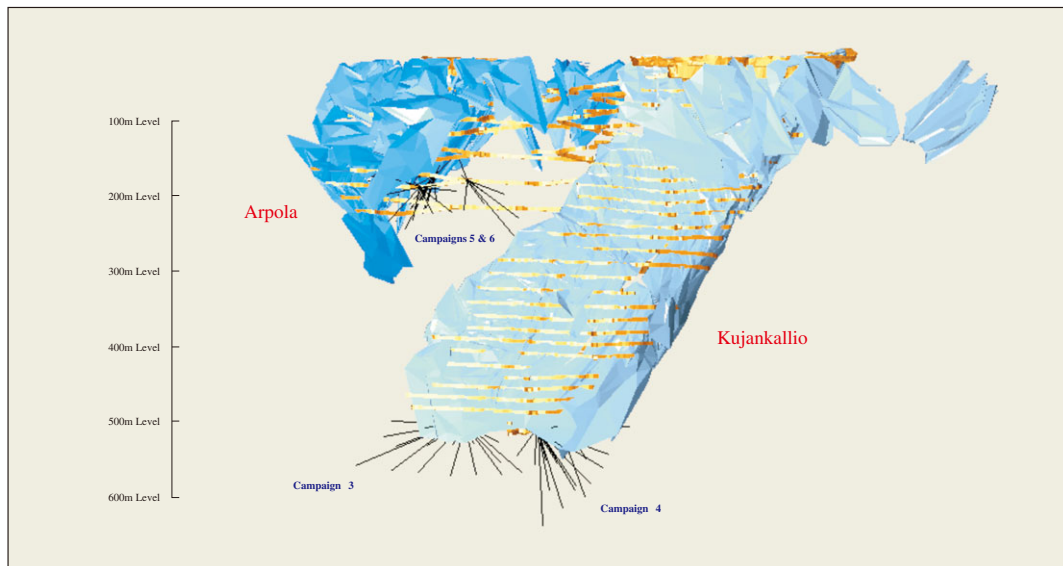 100m Level
200m Level
Arpola
Campaigns 5 & 6
300m Level
Kujankallio
400m Level
500m Level
Campaign 3
600m Level
Campaign 4